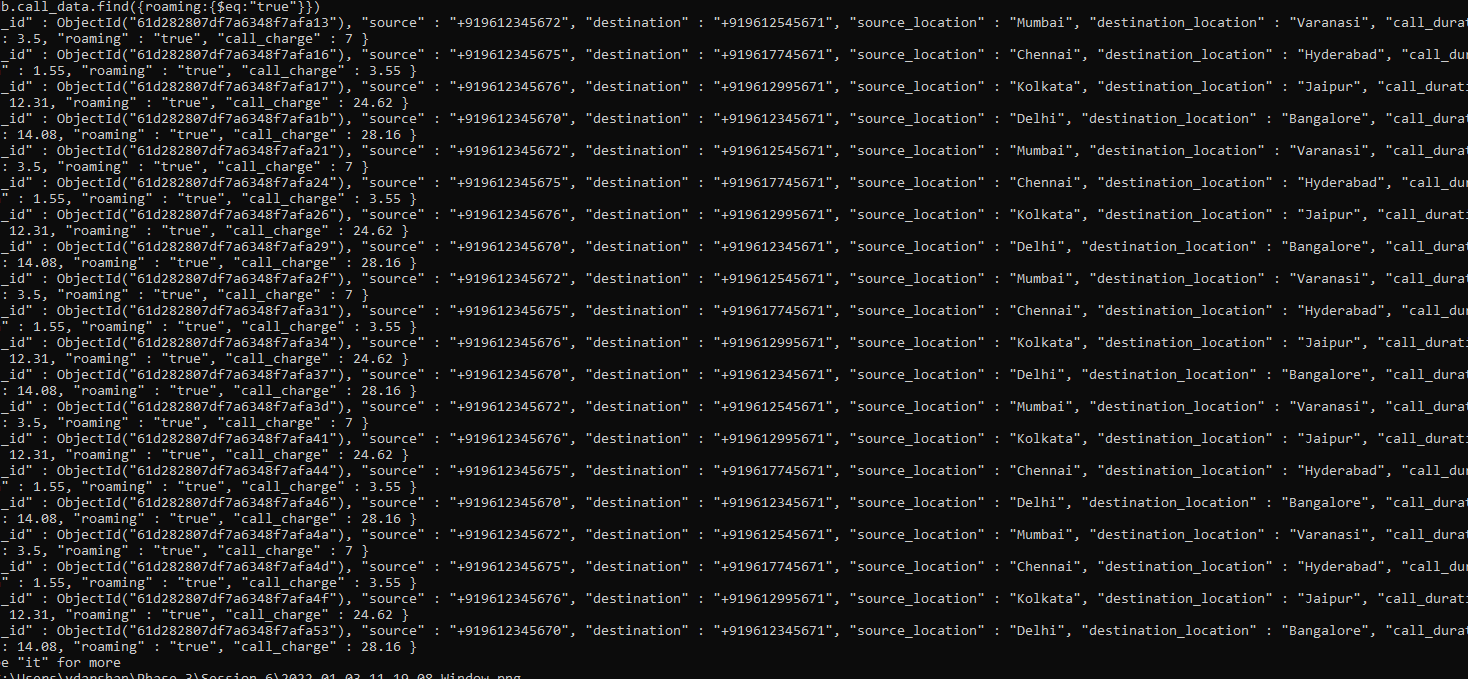 b.call_data.find({roaming:{$eq:"true"}})
_id" : ObjectId("61d282807df7a6348f7afa13"), "source" : "+919612345672", "destination" : "+919612545671", "source_location" : "Mumbai", "destination_location" : "Varanasi", "call_durat
: 3.5, "roaming" : "true", "call_charge" : 7 }
_id" : ObjectId("61d282807df7a6348f7afa16"), "source" : "+919612345675", "destination" : "+919617745671", "source_location" : "Chennai", "destination_location" : "Hyderabad", "call_du
" : 1.55, "roaming" : "true", "call_charge" : 3.55 }
_id" : ObjectId("61d282807df7a6348f7afa17"), "source" : "+919612345676", "destination" : "+919612995671", "source_location" : "Kolkata", "destination_location" : "Jaipur", "call_durati
12.31, "roaming" : "true", "call_charge" : 24.62 }
_id" : ObjectId("61d282807df7a6348f7afa1b"), "source" : "+919612345670", "destination" : "+919612345671", "source_location" : "Delhi", "destination_location" : "Bangalore", "call_durat
: 14.08, "roaming" : "true", "call_charge" : 28.16 }
_id" : ObjectId("61d282807df7a6348f7afa21"), "source" : "+919612345672", "destination" : "+919612545671", "source_location" : "Mumbai", "destination_location" : "Varanasi", "call_durat
: 3.5, "roaming" : "true", "call_charge" : 7 }
_id" : ObjectId("61d282807df7a6348f7afa24"), "source" : "+919612345675", "destination" : "+919617745671", "source_location" : "Chennai", "destination_location" : "Hyderabad", "call_du
" : 1.55, "roaming" : "true", "call_charge" : 3.55 }
_id" : ObjectId("61d282807df7a6348f7afa26"), "source" : "+919612345676", "destination" : "+919612995671", "source_location" : "Kolkata", "destination_location" : "Jaipur", "call_durati
12.31, "roaming" : "true", "call_charge" : 24.62 }
_id" : ObjectId("61d282807df7a6348f7afa29"), "source" : "+919612345670", "destination" : "+919612345671", "source_location" : "Delhi", "destination_location" : "Bangalore", "call_durat
: 14.08, "roaming" : "true", "call_charge" : 28.16 }
_id" : ObjectId("61d282807df7a6348f7afa2f"), "source" : "+919612345672", "destination" : "+919612545671", "source_location" : "Mumbai", "destination_location" : "Varanasi", "call_durat
: 3.5, "roaming" : "true", "call_charge" : 7 }
_id" : ObjectId("61d282807df7a6348f7afa31"), "source" : "+919612345675", "destination" : "+919617745671", "source_location" : "Chennai", "destination_location" : "Hyderabad", "call_du
" : 1.55, "roaming" : "true", "call_charge" : 3.55 }
_id" : ObjectId("61d282807df7a6348f7afa34"), "source" : "+919612345676", "destination" : "+919612995671", "source_location" : "Kolkata", "destination_location" : "Jaipur", "call_durati
12.31, "roaming" : "true", "call_charge" : 24.62 }
_id" : ObjectId("61d282807df7a6348f7afa37"), "source" : "+919612345670", "destination" : "+919612345671", "source_location" : "Delhi", "destination_location" : "Bangalore", "call_durat
: 14.08, "roaming" : "true", "call_charge" : 28.16 }
_id" : ObjectId("61d282807df7a6348f7afa3d"), "source" : "+919612345672", "destination" : "+919612545671", "source_location" : "Mumbai", "destination_location" : "Varanasi", "call_durat
: 3.5, "roaming" : "true", "call_charge" : 7 }
_id" : ObjectId("61d282807df7a6348f7afa41"), "source" : "+919612345676", "destination" : "+919612995671", "source_location" : "Kolkata", "destination_location" : "Jaipur", "call_durati
12.31, "roaming" : "true", "call_charge" : 24.62 }
_id" : ObjectId("61d282807df7a6348f7afa44"), "source" : "+919612345675", "destination" : "+919617745671", "source_location" : "Chennai", "destination_location" : "Hyderabad", "call_du
" : 1.55, "roaming" : "true", "call_charge" : 3.55 }
_id" : ObjectId("61d282807df7a6348f7afa46"), "source" : "+919612345670", "destination" : "+919612345671", "source_location" : "Delhi", "destination_location" : "Bangalore", "call_durat
: 14.08, "roaming" : "true", "call_charge" : 28.16 }
_id" : ObjectId("61d282807df7a6348f7afa4a"), "source" : "+919612345672", "destination" : "+919612545671", "source_location" : "Mumbai", "destination_location" : "Varanasi", "call_durat
: 3.5, "roaming" : "true", "call_charge" : 7 }
_id" : ObjectId("61d282807df7a6348f7afa4d"), "source" : "+919612345675", "destination" : "+919617745671", "source_location" : "Chennai", "destination_location" : "Hyderabad", "call_du
" : 1.55, "roaming" : "true", "call_charge" : 3.55 }
_id" : ObjectId("61d282807df7a6348f7afa4f"), "source" : "+919612345676", "destination" : "+919612995671", "source_location" : "Kolkata", "destination_location" : "Jaipur", "call_durati
12.31, "roaming" : "true", "call_charge" : 24.62 }
_id" : ObjectId("61d282807df7a6348f7afa53"), "source" : "+919612345670", "destination" : "+919612345671", "source_location" : "Delhi", "destination_location" : "Bangalore", "call_durat
: 14.08, "roaming" : "true", "call_charge" : 28.16 }
e "it" for more